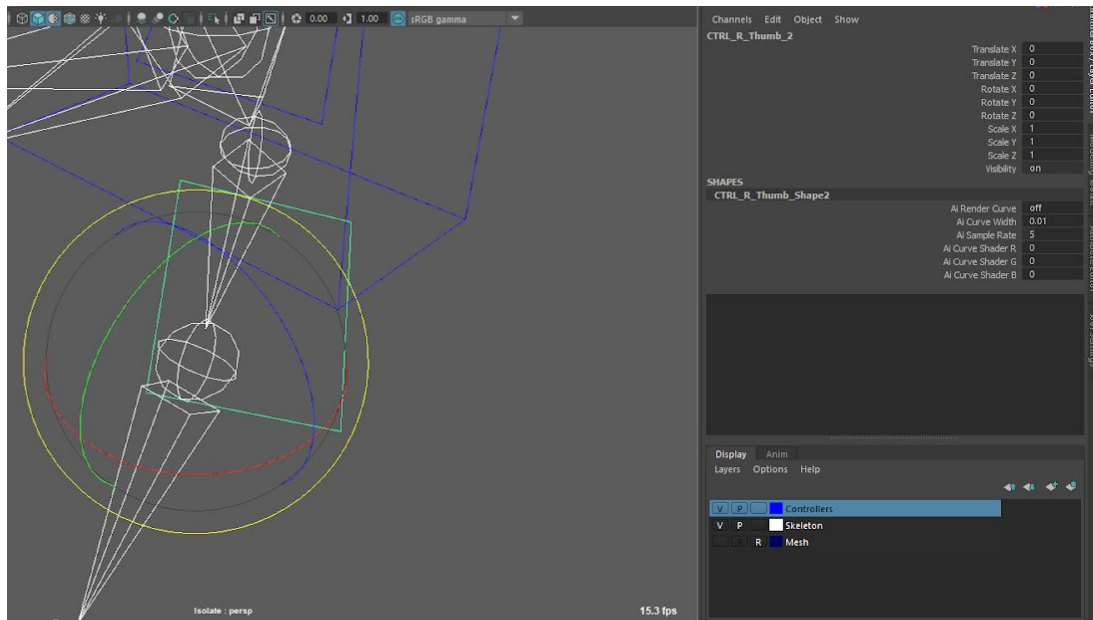 0.00 1.00 sRGB gamma
Channels Edit Object Show
CTRL_R_Thumb_2
Translate X 0
Translate Y 0
Translate Z 0
Rotate X 0
Rotate Y 0
Rotate Z 0
Scale X 1
Scale Y 1
Scale Z 1
Visibility on
SHAPES
CTRL_R_Thumb_Shape2
Ai Render Curve off
Ai Curve Width 0.01
Ai Sample Rate 5
Ai Curve Shader R 0
Ai Curve Shader G 0
Ai Curve Shader B 0
Display Anim
Layers Options Help
V P Controllers
V P Skeleton
P R Mesh
Isolate : persp
15.3 fps